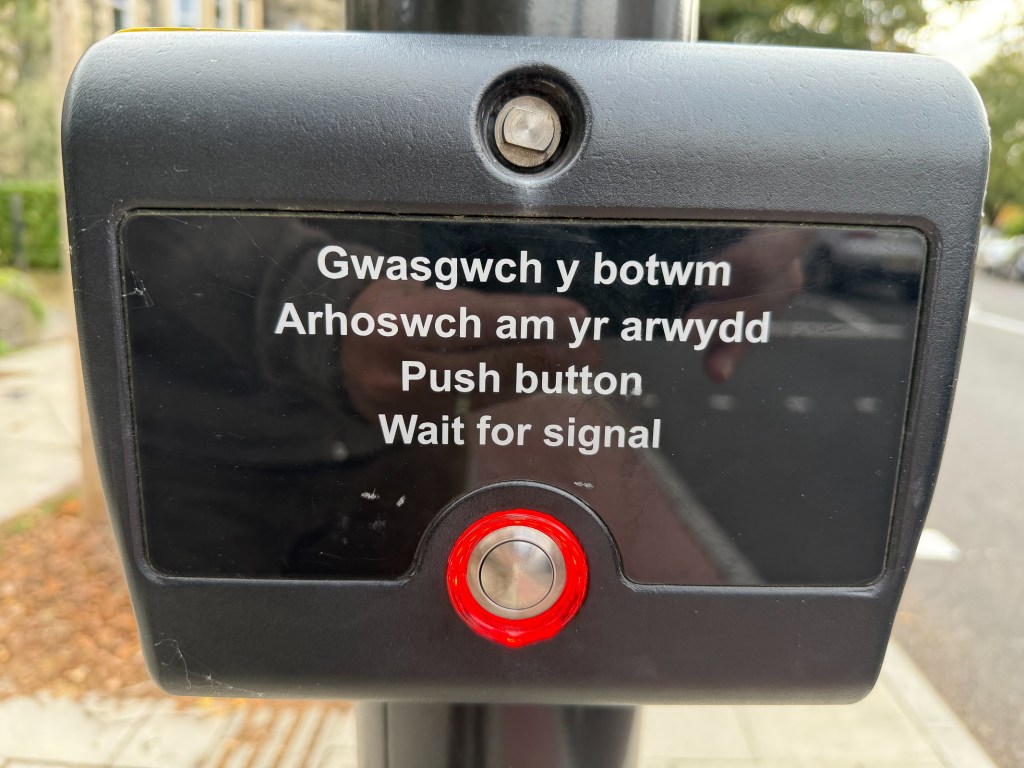 Gwasgwch y botwm
Arhoswch am yr arwydd
Push button
Wait for signal